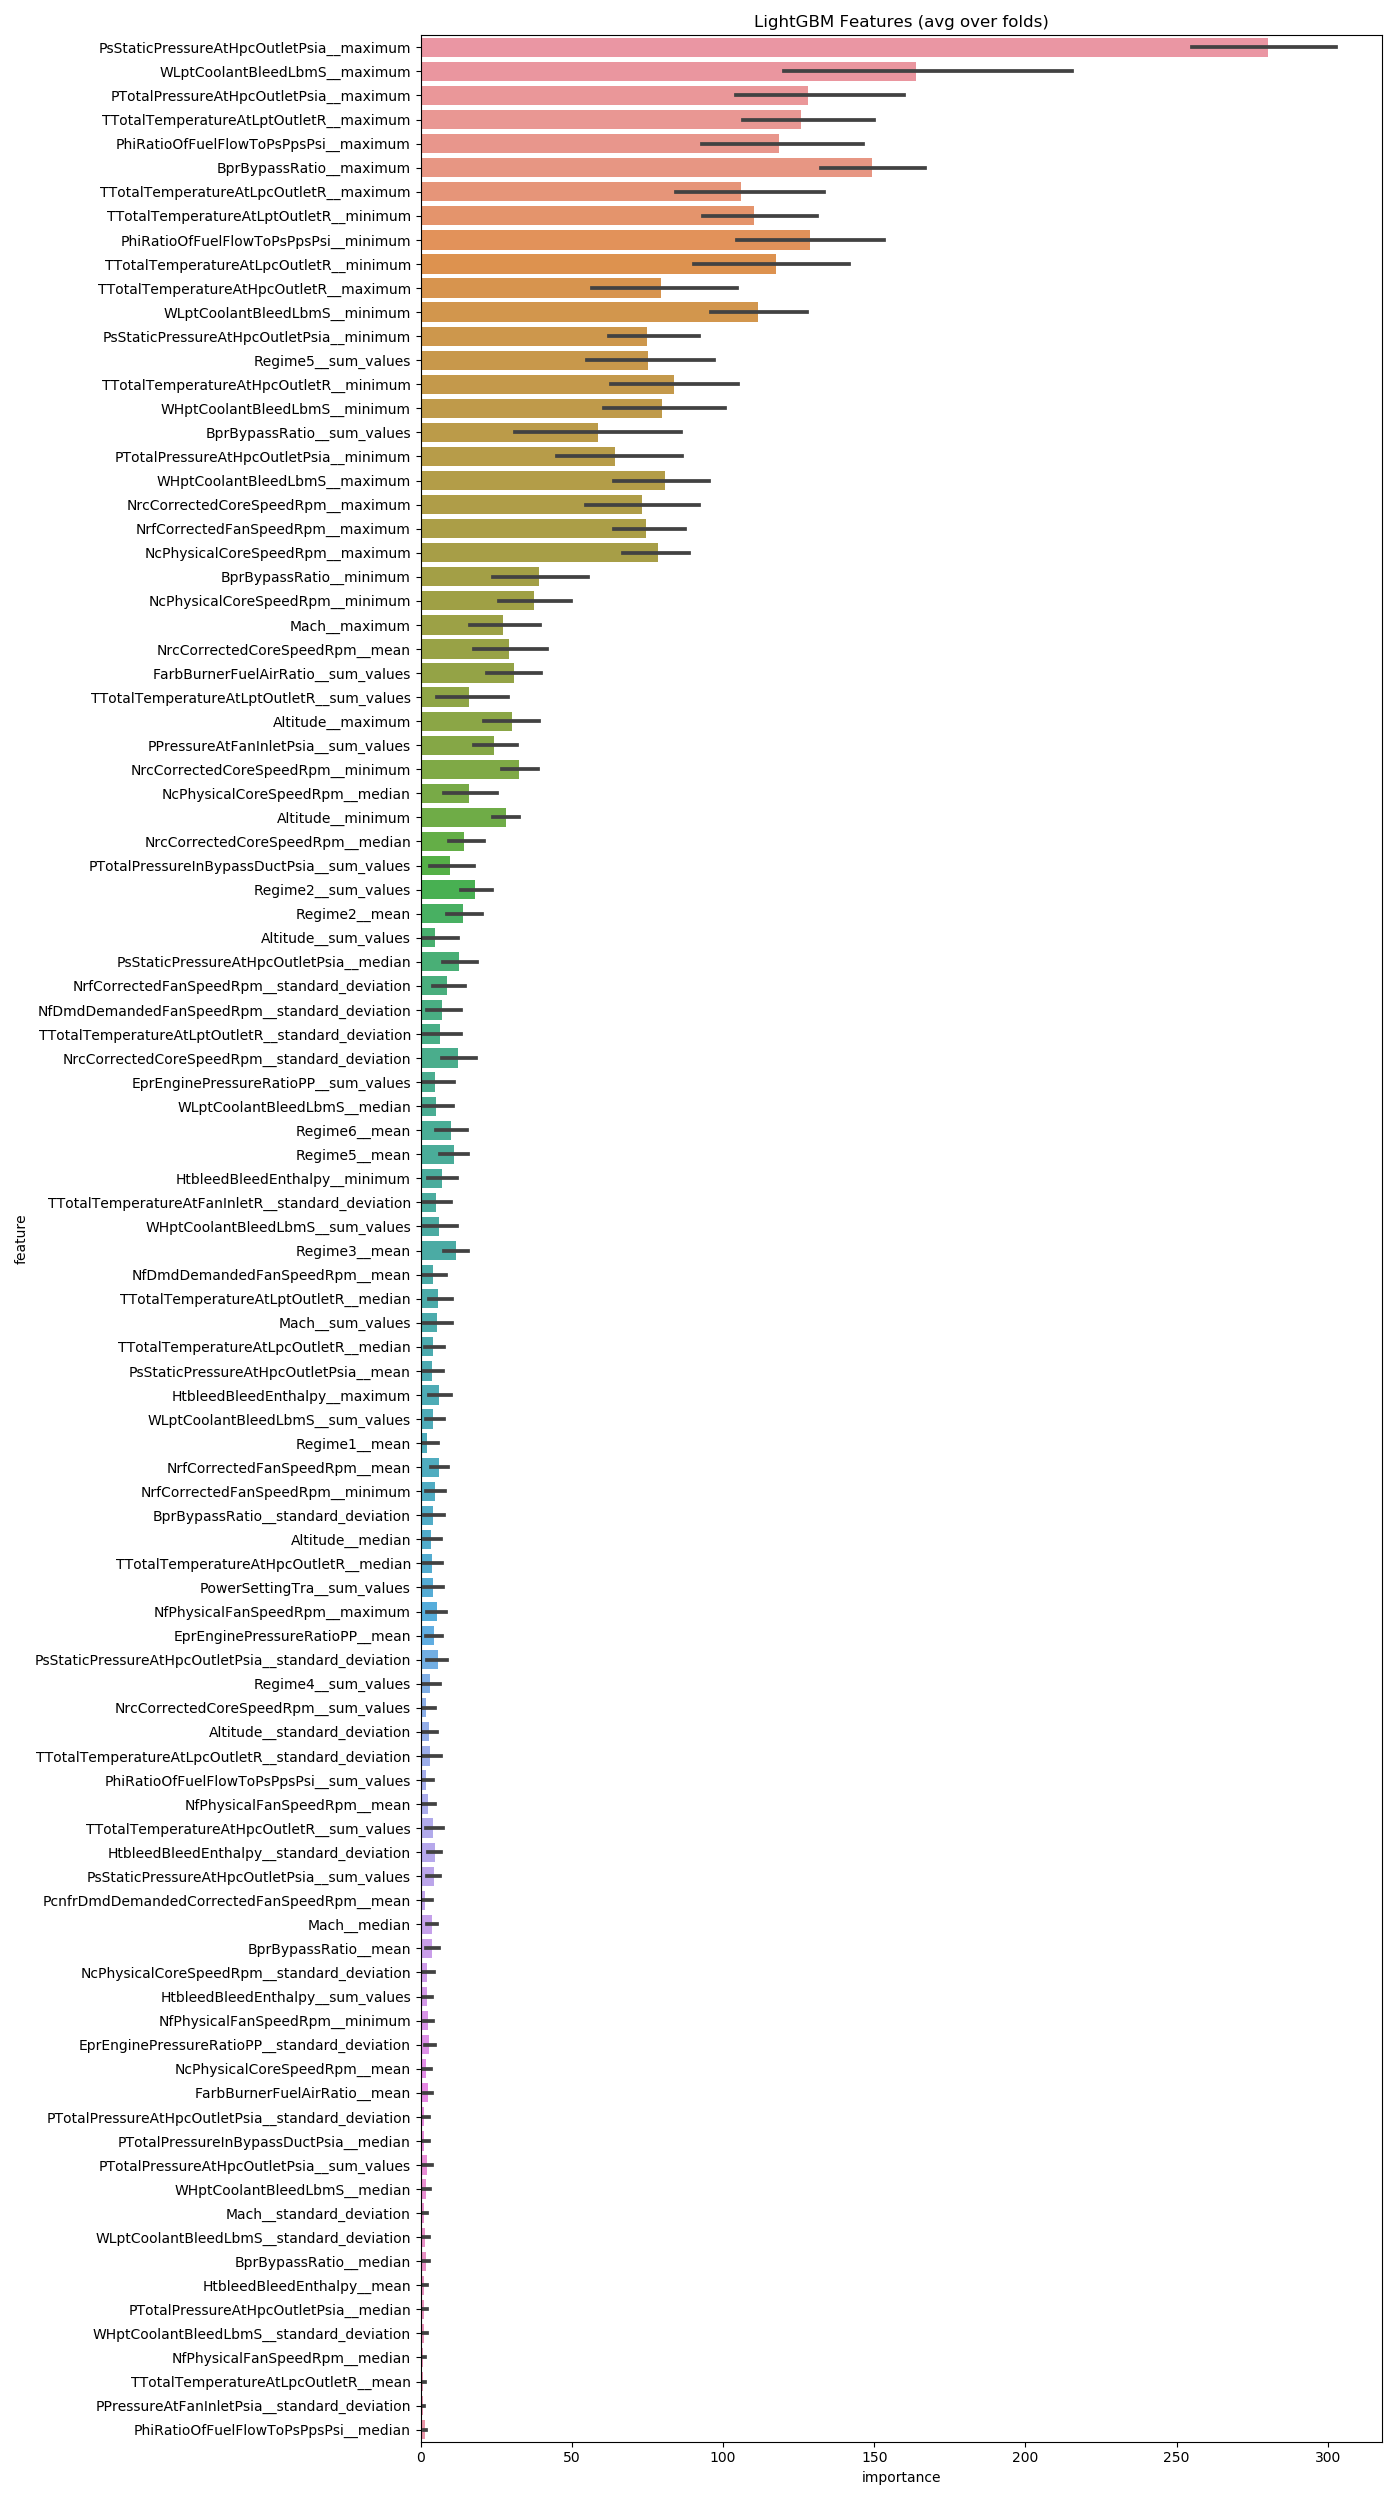 LightGBM Features (avg over folds)
PsStaticPressureAtHpcOutletPsia__maximum
WLptCoolantBleedLbmS__maximum
PTotalPressureAtHpcOutletPsia__maximum
TTotalTemperatureAtLptOutletR__maximum
PhiRatioOfFuelFlowToPsPpsPsi__maximum
BprBypassRatio__maximum
TTotalTemperatureAtLpcOutletR__maximum
TTotalTemperatureAtLptOutletR__minimum
PhiRatioOfFuelFlowToPsPpsPsi__minimum
TTotalTemperatureAtLpcOutletR__minimum
TTotalTemperatureAtHpcOutletR__maximum
WLptCoolantBleedLbmS__minimum
PsStaticPressureAtHpcOutletPsia__minimum
Regime5__sum_values
TTotalTemperatureAtHpcOutletR__minimum
WHptCoolantBleedLbmS__minimum
BprBypassRatio__sum_values
PTotalPressureAtHpcOutletPsia__minimum
WHptCoolantBleedLbmS__maximum
NrcCorrectedCoreSpeedRpm__maximum
NrfCorrectedFanSpeedRpm__maximum
NcPhysicalCoreSpeedRpm__maximum
BprBypassRatio__minimum
NcPhysicalCoreSpeedRpm__minimum
Mach__maximum
NrcCorrectedCoreSpeedRpm__mean
FarbBurnerFuelAirRatio__sum_values
TTotalTemperatureAtLptOutletR__sum_values
Altitude__maximum
PPressureAtFanInletPsia__sum_values
NrcCorrectedCoreSpeedRpm__minimum
NcPhysicalCoreSpeedRpm__median
Altitude__minimum
NrcCorrectedCoreSpeedRpm__median
PTotalPressureInBypassDuctPsia__sum_values
Regime2__sum_values
Regime2__mean
Altitude__sum_values
PsStaticPressureAtHpcOutletPsia__median
NrfCorrectedFanSpeedRpm__standard_deviation
NfDmdDemandedFanSpeedRpm__standard_deviation
TTotalTemperatureAtLptOutletR__standard_deviation
NrcCorrectedCoreSpeedRpm__standard_deviation
EprEnginePressureRatioPP__sum_values
WLptCoolantBleedLbmS__median
Regime6__mean
Regime5__mean
HtbleedBleedEnthalpy__minimum
TTotalTemperatureAtFanInletR__standard_deviation
WHptCoolantBleedLbmS__sum_values
Regime3__mean
NfDmdDemandedFanSpeedRpm__mean
TTotalTemperatureAtLptOutletR__median
Mach__sum_values
TTotalTemperatureAtLpcOutletR__median
PsStaticPressureAtHpcOutletPsia__mean
HtbleedBleedEnthalpy__maximum
WLptCoolantBleedLbmS__sum_values
Regime1__mean
NrfCorrectedFanSpeedRpm__mean
NrfCorrectedFanSpeedRpm__minimum
BprBypassRatio__standard_deviation
Altitude__median
TTotalTemperatureAtHpcOutletR__median
PowerSettingTra__sum_values
NfPhysicalFanSpeedRpm__maximum
EprEnginePressureRatioPP__mean
PsStaticPressureAtHpcOutletPsia__standard_deviation
Regime4__sum_values
NrcCorrectedCoreSpeedRpm__sum_values
Altitude__standard_deviation
TTotalTemperatureAtLpcOutletR__standard_deviation
PhiRatioOfFuelFlowToPsPpsPsi__sum_values
NfPhysicalFanSpeedRpm__mean
TTotalTemperatureAtHpcOutletR__sum_values
HtbleedBleedEnthalpy__standard_deviation
PsStaticPressureAtHpcOutletPsia__sum_values
PcnfrDmdDemandedCorrectedFanSpeedRpm__mean
Mach__median
BprBypassRatio__mean
NcPhysicalCoreSpeedRpm__standard_deviation
HtbleedBleedEnthalpy__sum_values
NfPhysicalFanSpeedRpm__minimum
EprEnginePressureRatioPP__standard_deviation
NcPhysicalCoreSpeedRpm__mean
FarbBurnerFuelAirRatio__mean
PTotalPressureAtHpcOutletPsia__standard_deviation
PTotalPressureInBypassDuctPsia__median
PTotalPressureAtHpcOutletPsia__sum_values
WHptCoolantBleedLbmS__median
Mach__standard_deviation
WLptCoolantBleedLbmS__standard_deviation
BprBypassRatio__median
HtbleedBleedEnthalpy__mean
PTotalPressureAtHpcOutletPsia__median
WHptCoolantBleedLbmS__standard_deviation
NfPhysicalFanSpeedRpm__median
TTotalTemperatureAtLpcOutletR__mean
PPressureAtFanInletPsia__standard_deviation
PhiRatioOfFuelFlowToPsPpsPsi__median
feature
0 50 100 150 200 250 300
importance